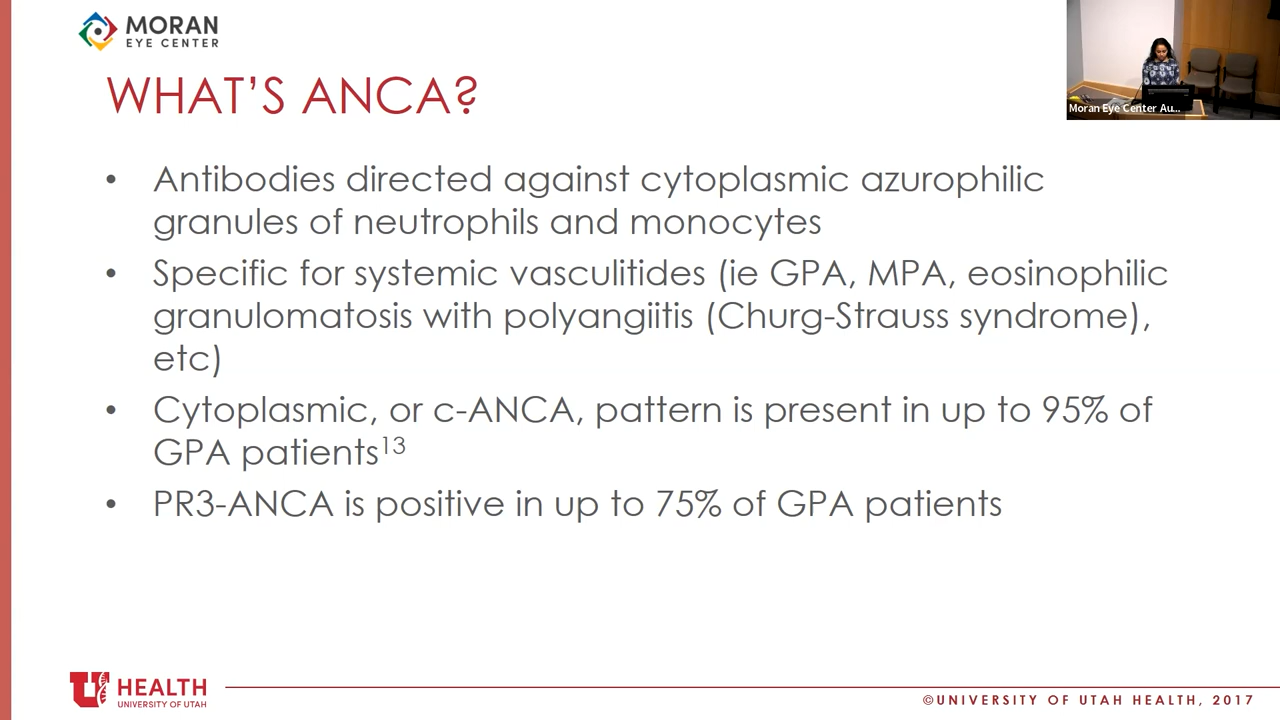 MORAN
EYE CENTER
WHAT'S ANCA?
Moran Eye Center Au...
• Antibodies directed against cytoplasmic azurophilic
granules of neutrophils and monocytes
• Specific for systemic vasculitides (ie GPA, MPA, eosinophilic
granulomatosis with polyangiitis (Churg-Strauss syndrome),
etc)
• Cytoplasmic, or c-ANCA, pattern is present in up to 95% of
GPA patients13
• PR3-ANCA is positive in up to 75% of GPA patients
U HEALTH
UNIVERSITY OF UTAH
©UNIVERSITY OF UTAH HEALTH, 2017